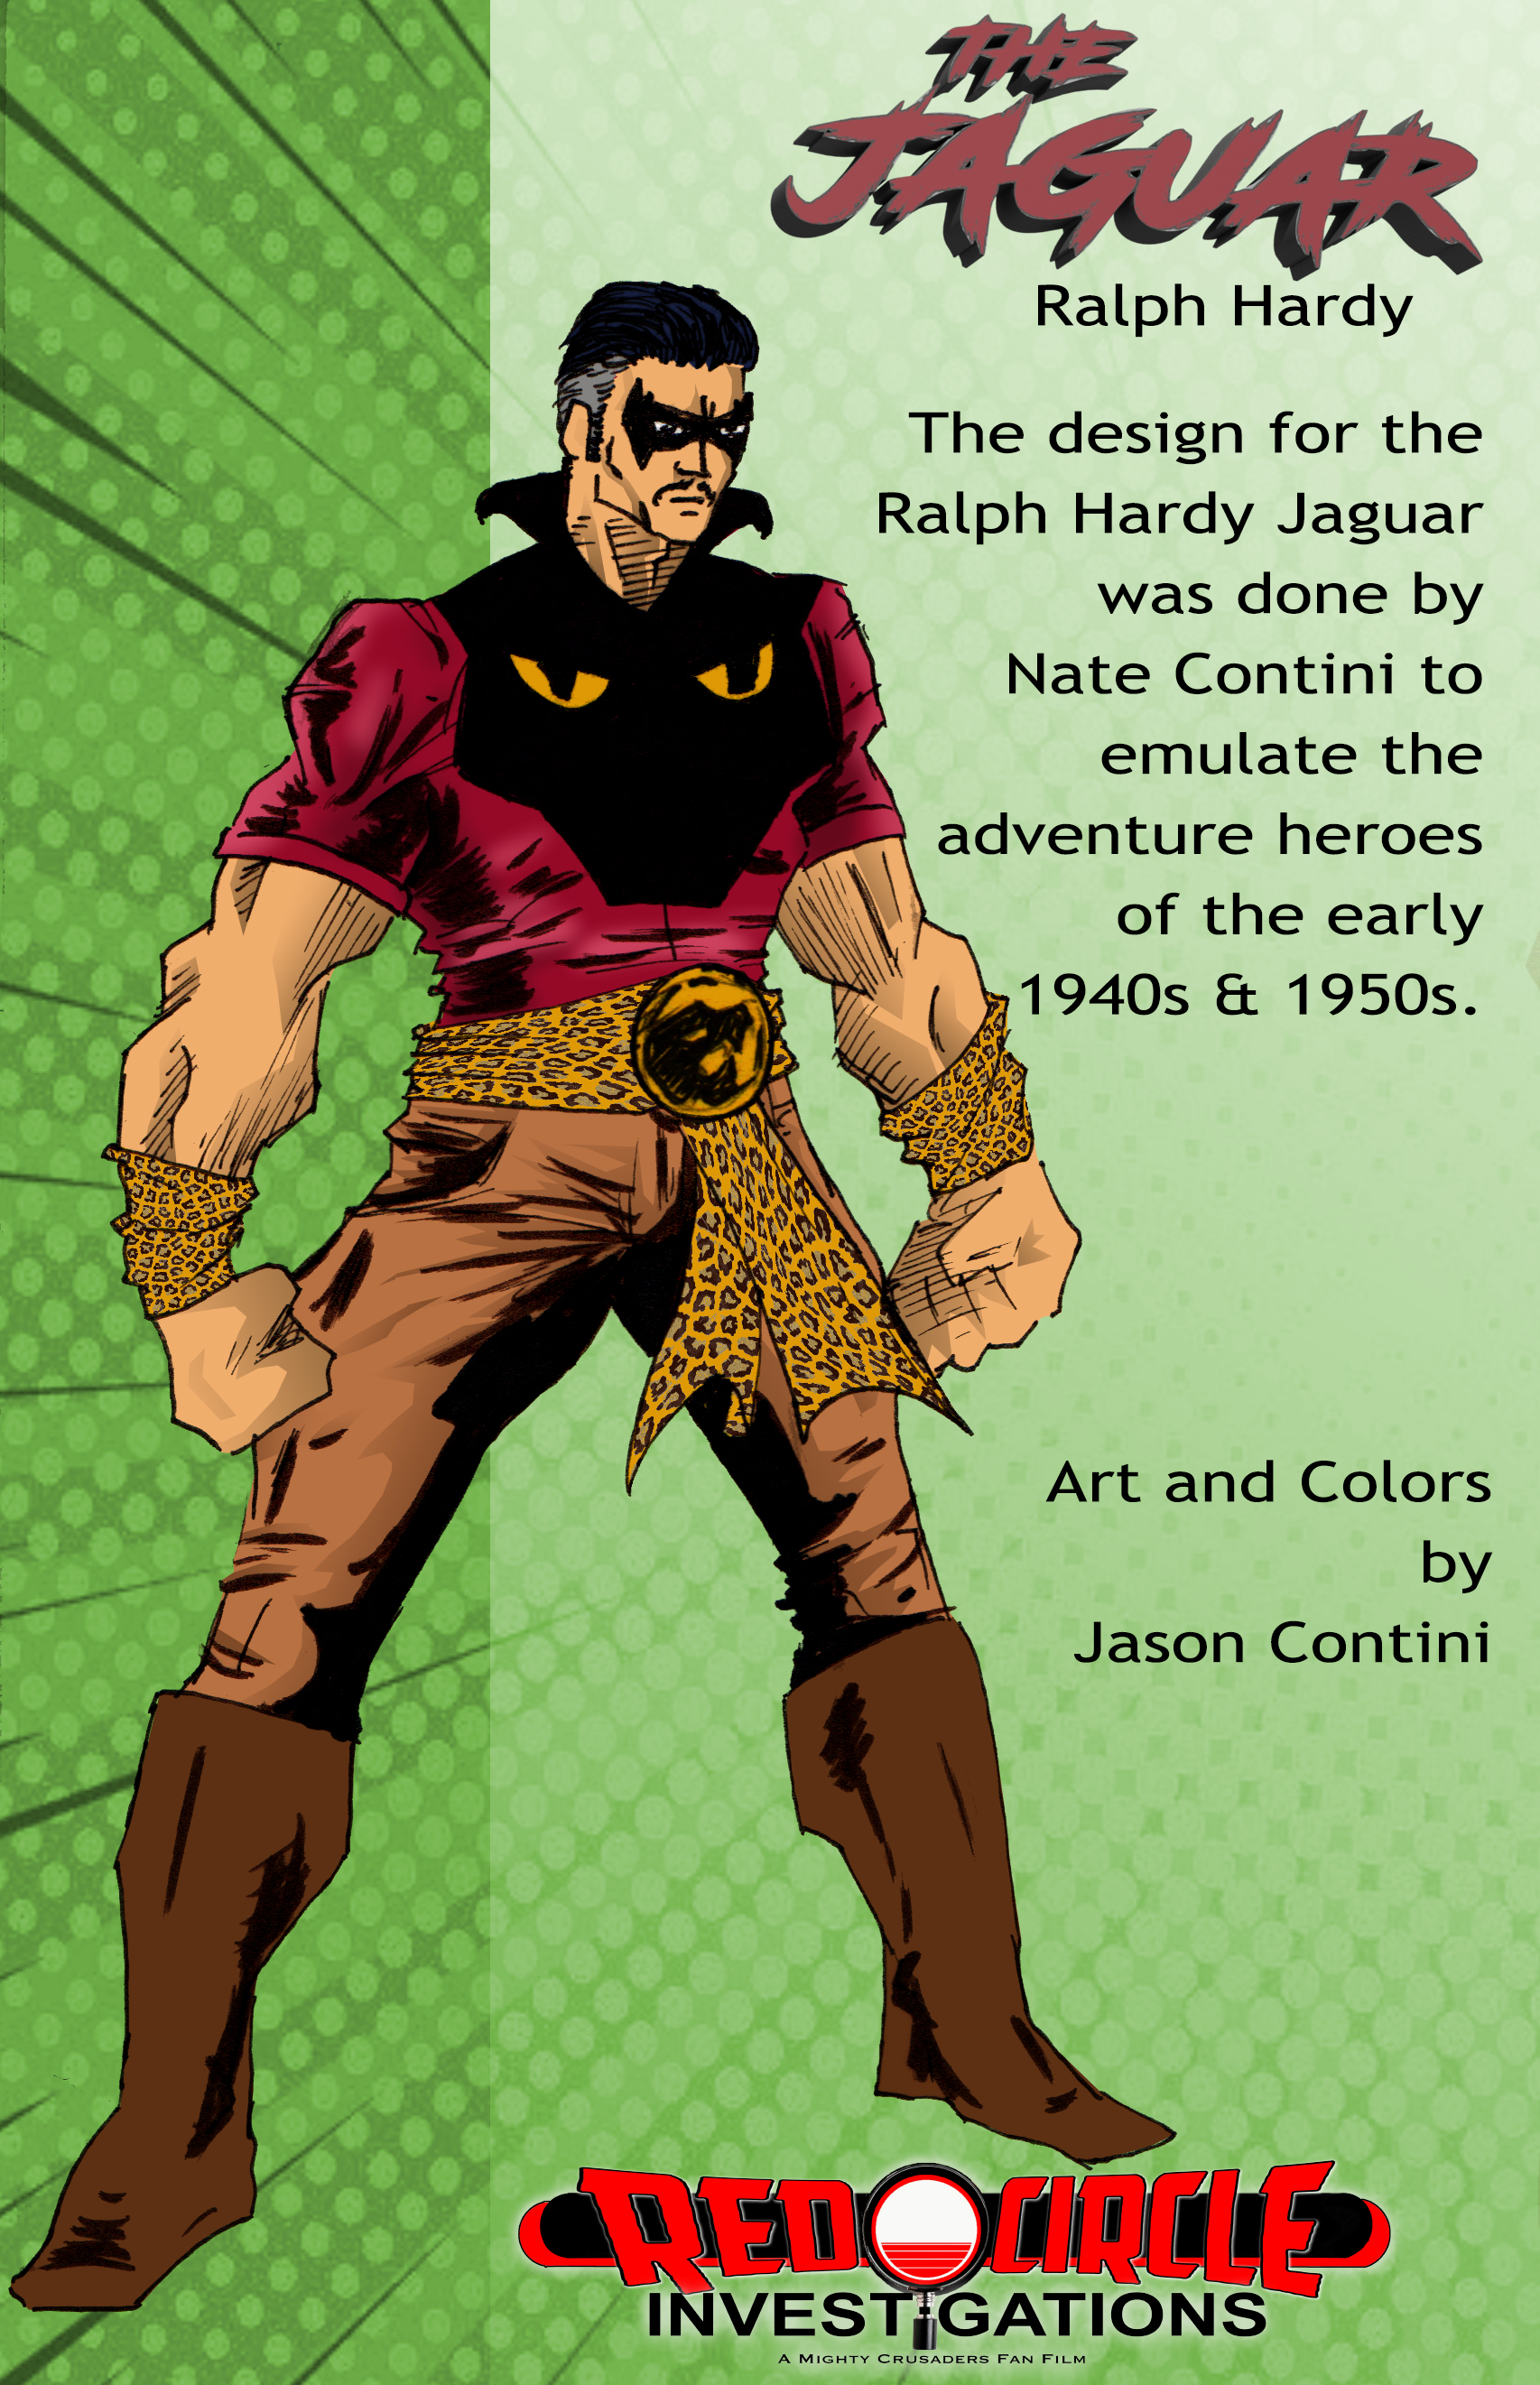 THE
JAGUAR
Ralph Hardy
The design for the
Ralph Hardy Jaguar
was done by
Nate Contini to
emulate the
adventure heroes
of the early
1940s & 1950s.
Art and Colors
by
Jason Contini
RED CIRCLE
INVESTIGATIONS
A MIGHTY CRUSADERS FAN FILM